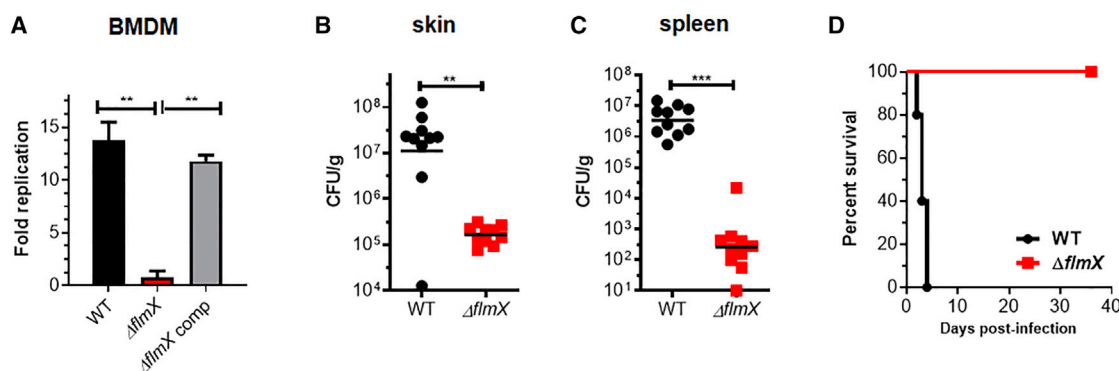 A
BMDM
** **
Fold replication
15
10
5
0
WT
ΔflmX
ΔflmX comp
B
skin
**
CFU/g
10^8
10^7
10^6
10^5
10^4
WT
ΔflmX
C
spleen
***
CFU/g
10^8
10^7
10^6
10^5
10^4
10^3
10^2
10^1
WT
ΔflmX
D
Percent survival
100
80
60
40
20
0
WT
ΔflmX
0 10 20 30 40
Days post-infection